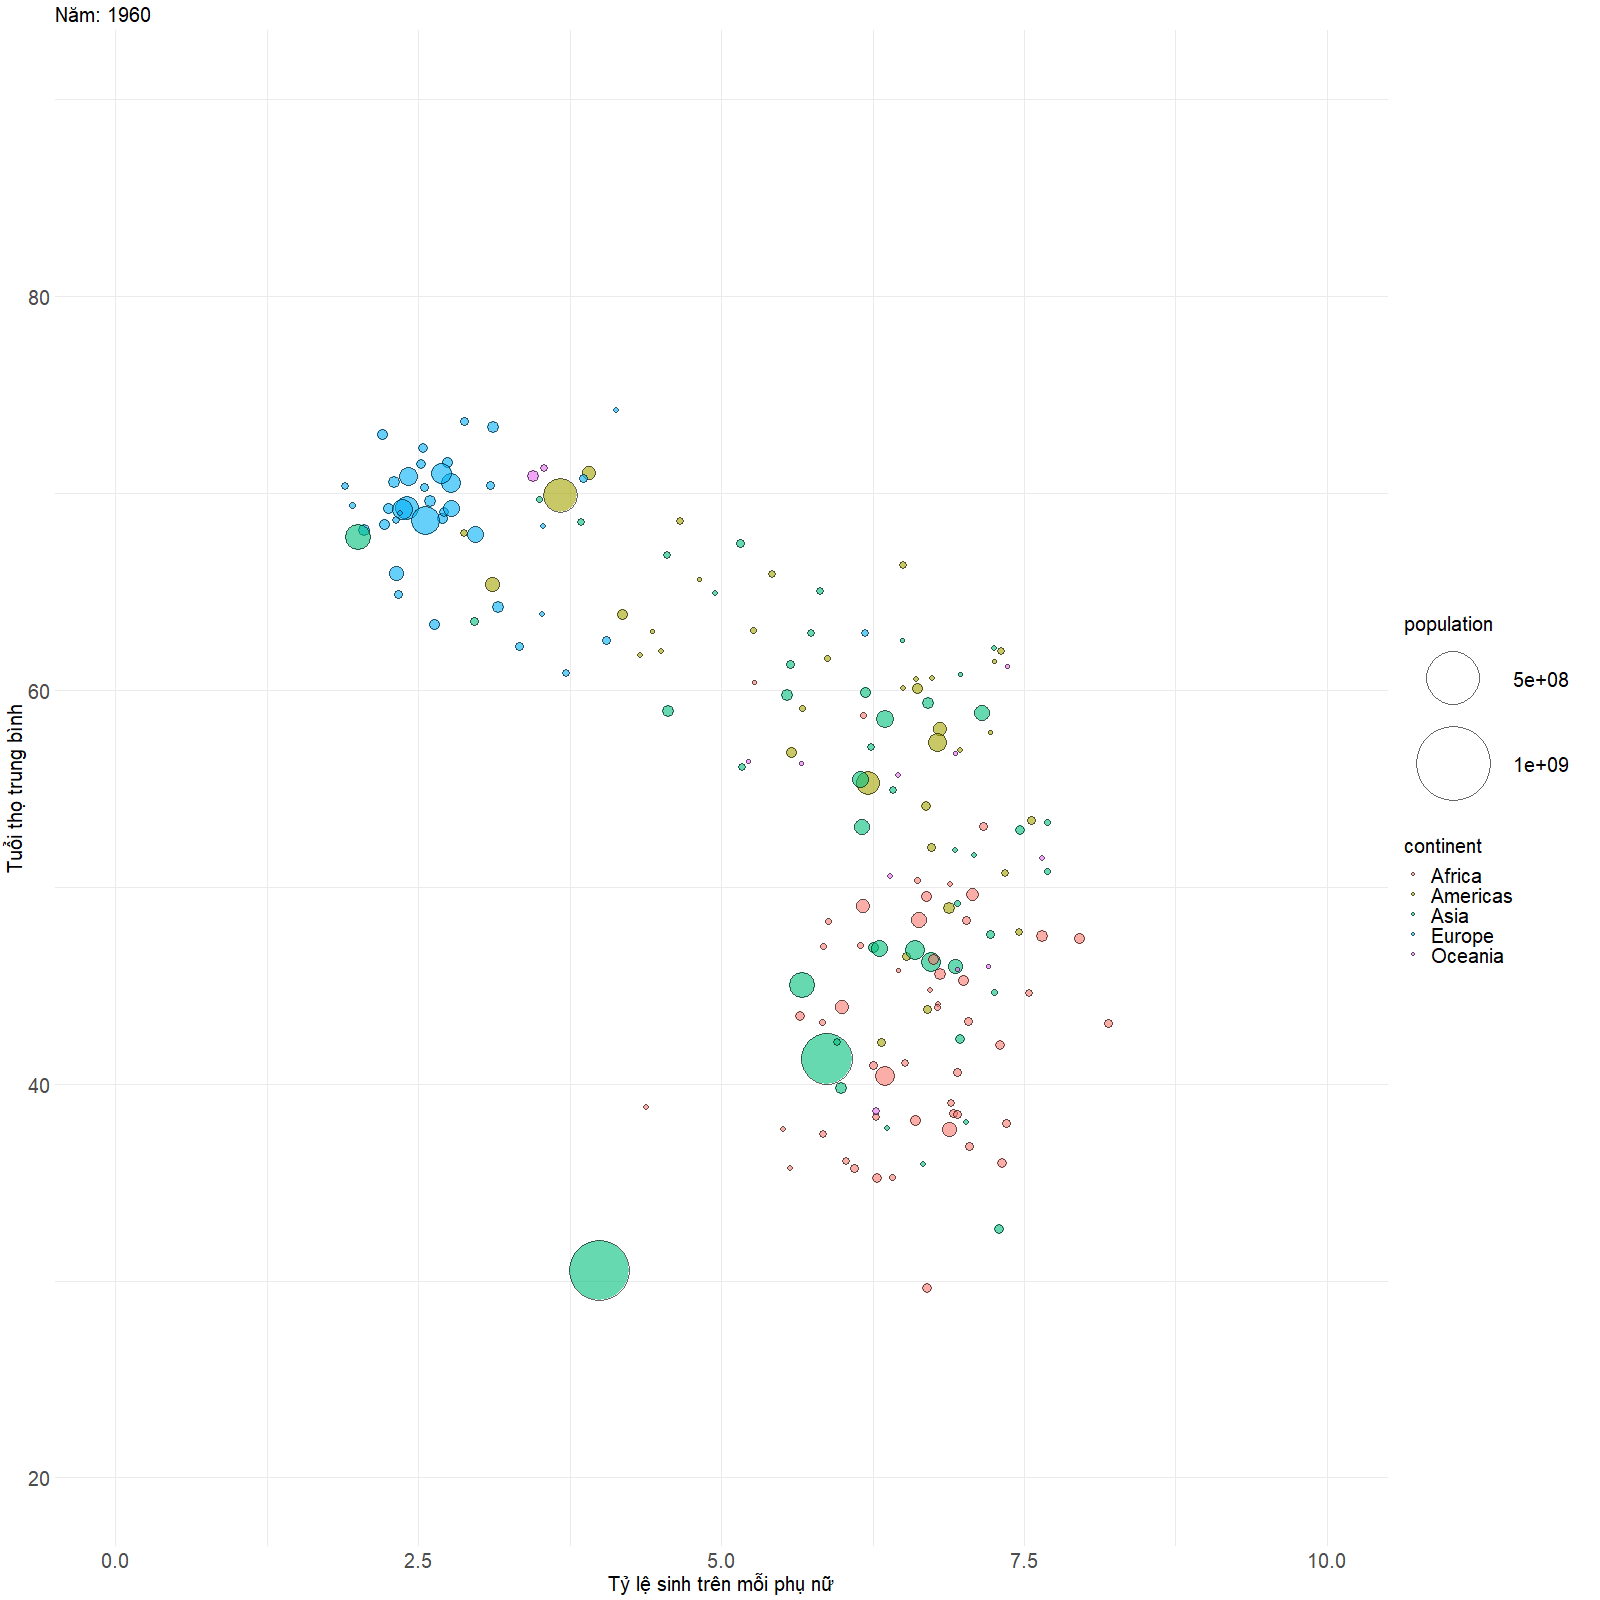 Năm: 1960
80
60
40
20
Tuổi thọ trung bình
0.0
2.5
5.0
7.5
10.0
Tỷ lệ sinh trên mỗi phụ nữ
population
5e+08
1e+09
continent
Africa
Americas
Asia
Europe
Oceania